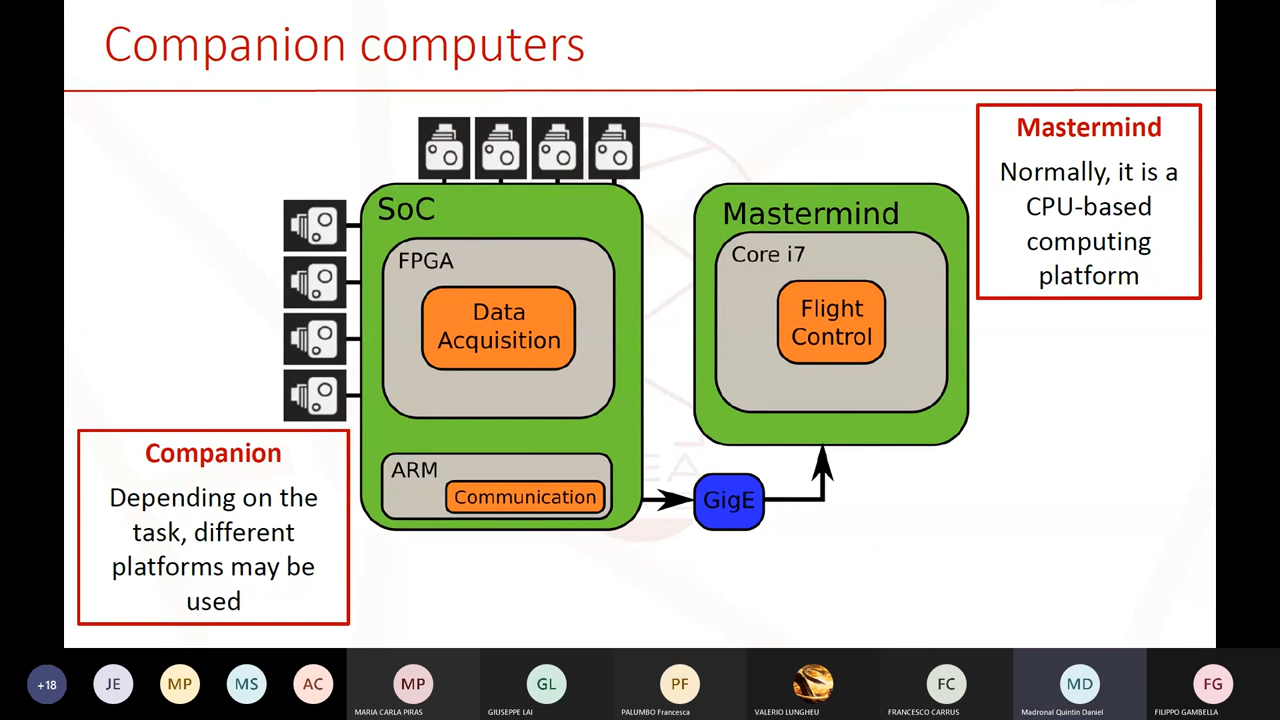 Companion computers
Mastermind
Normally, it is a
CPU-based
computing
platform
SoC
FPGA
Data
Acquisition
Mastermind
Core i7
Flight
Control
Companion
Depending on the
task, different
platforms may be
used
ARM
Communication
GigE
+18
JE
MP
MS
AC
MP
MARIA CARLA PIRAS
GL
GIUSEPPE LAI
PF
PALUMBO Francesca
VALERIO LUNGHEU
FC
FRANCESCO CARRUS
MD
Madronal Quintin Daniel
FG
FILIPPO GAMBELLA